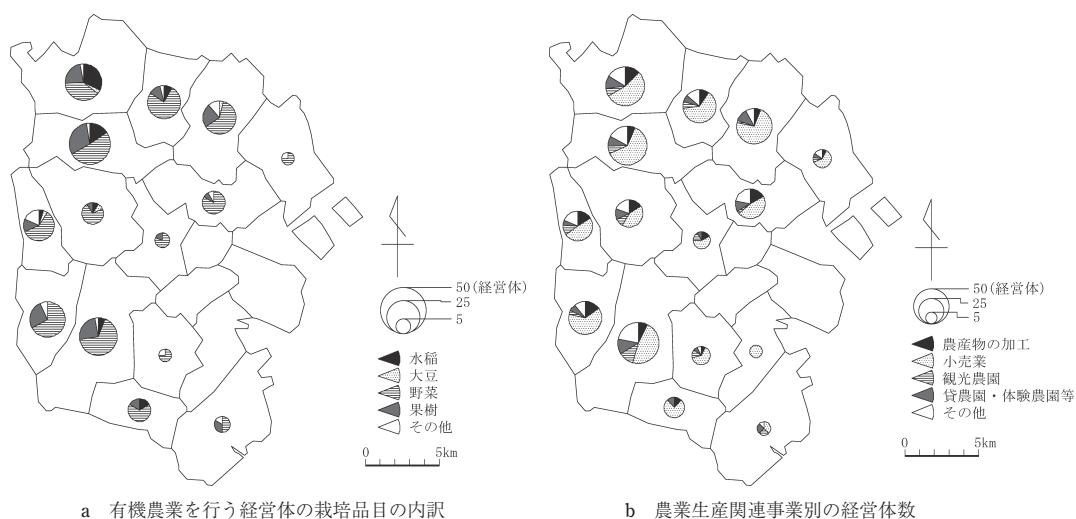 50(経営体)
25
5
水稲
大豆
野菜
果樹
その他
0 5km
a 有機農業を行う経営体の栽培品目の内訳
50(経営体)
25
5
農産物の加工
小売業
観光農園
貸農園・体験農園等
その他
0 5km
b 農業生産関連事業別の経営体数